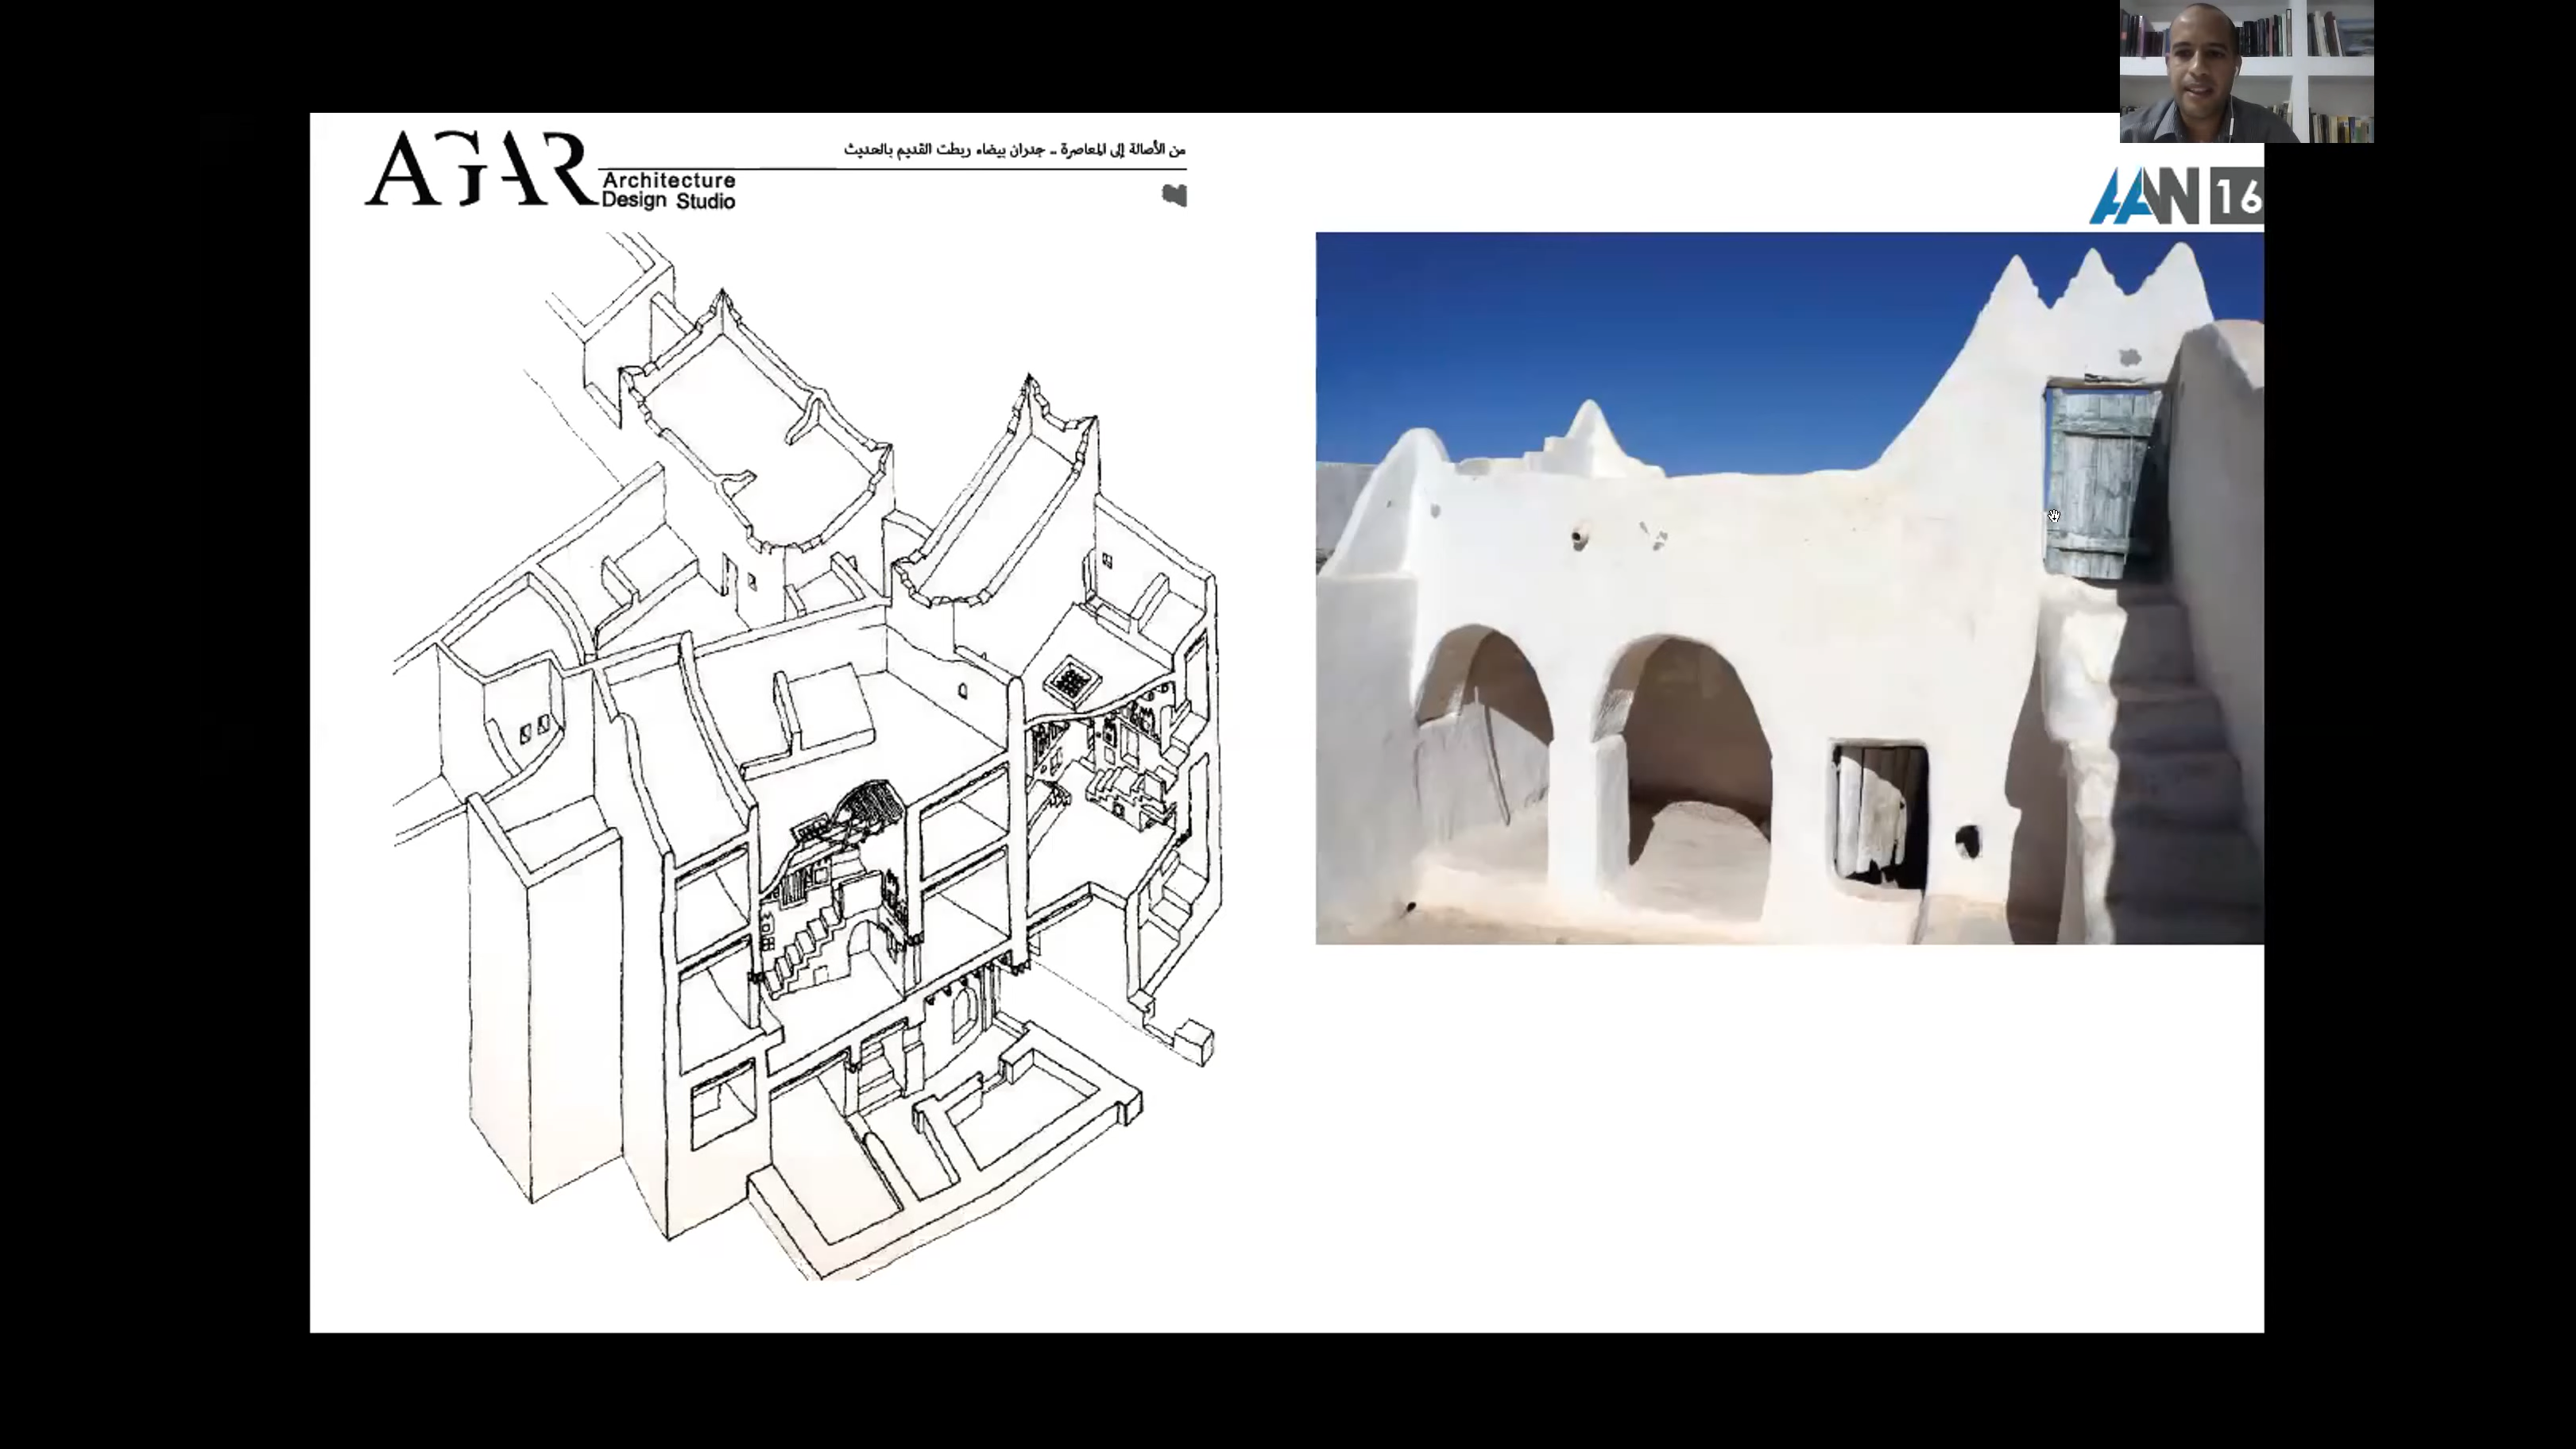 AGAR
من الأصالة إلى المعاصرة .. جدران بيضاء ربطت القديم بالحديث
Architecture
Design Studio
AAN 16